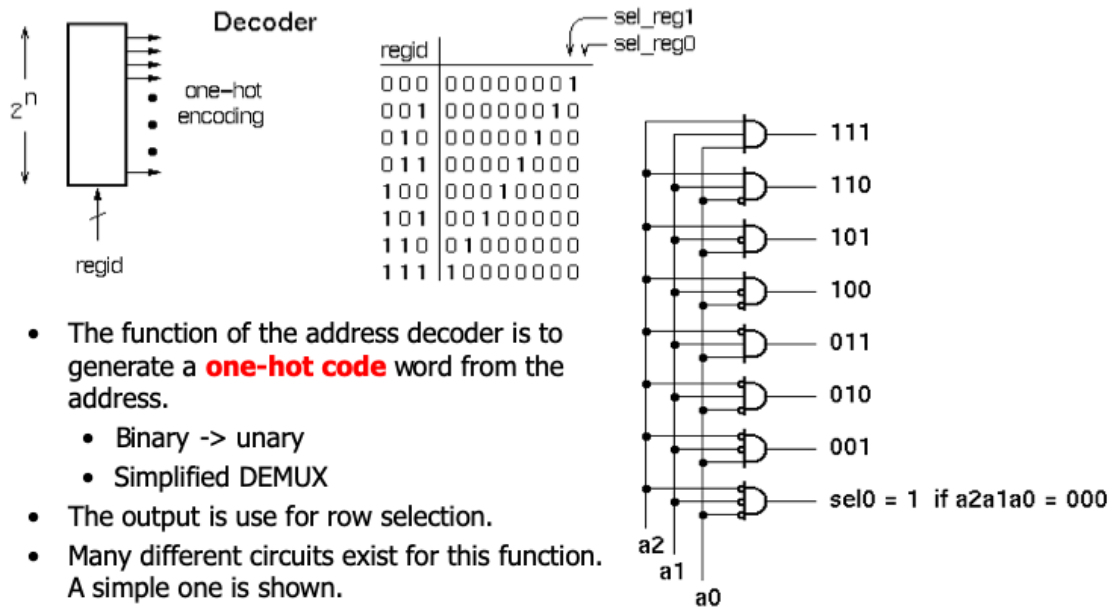 Decoder
2^n
one-hot
encoding
regid
sel_reg1
sel_reg0
regid
000 00000001
001 00000010
010 00000100
011 00001000
100 00010000
101 00100000
110 01000000
111 10000000
• The function of the address decoder is to
generate a one-hot code word from the
address.
• Binary -> unary
• Simplified DEMUX
• The output is use for row selection.
• Many different circuits exist for this function.
A simple one is shown.
111
110
101
100
011
010
001
sel0 = 1 if a2a1a0 = 000
a2
a1
a0